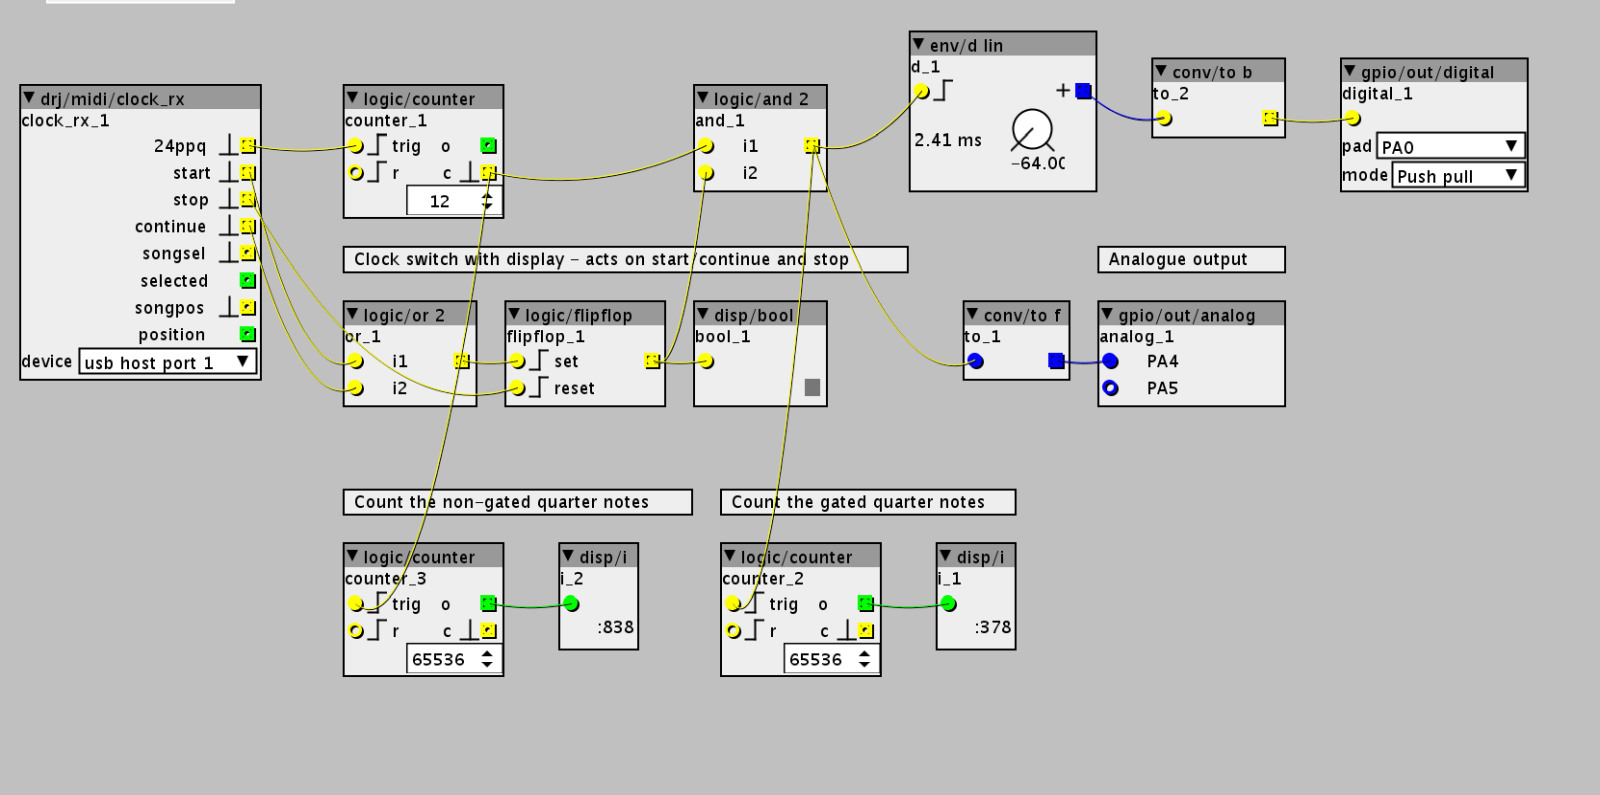 drj/midi/clock_rx
clock_rx_1
24ppq
start
stop
continue
songsel
selected
songpos
position
device usb host port 1
logic/counter
counter_1
trig o
r c
12
logic/and 2
and_1
i1
i2
env/d lin
d_1
+
2.41 ms
-64.00
conv/to b
to_2
gpio/out/digital
digital_1
pad PA0
mode Push pull
Clock switch with display - acts on start/continue and stop
Analogue output
logic/or 2
or_1
i1
i2
logic/flipflop
flipflop_1
set
reset
disp/bool
bool_1
conv/to f
to_1
gpio/out/analog
analog_1
PA4
PA5
Count the non-gated quarter notes
Count the gated quarter notes
logic/counter
counter_3
trig o
r c
65536
disp/i
i_2
:838
logic/counter
counter_2
trig o
r c
65536
disp/i
i_1
:378